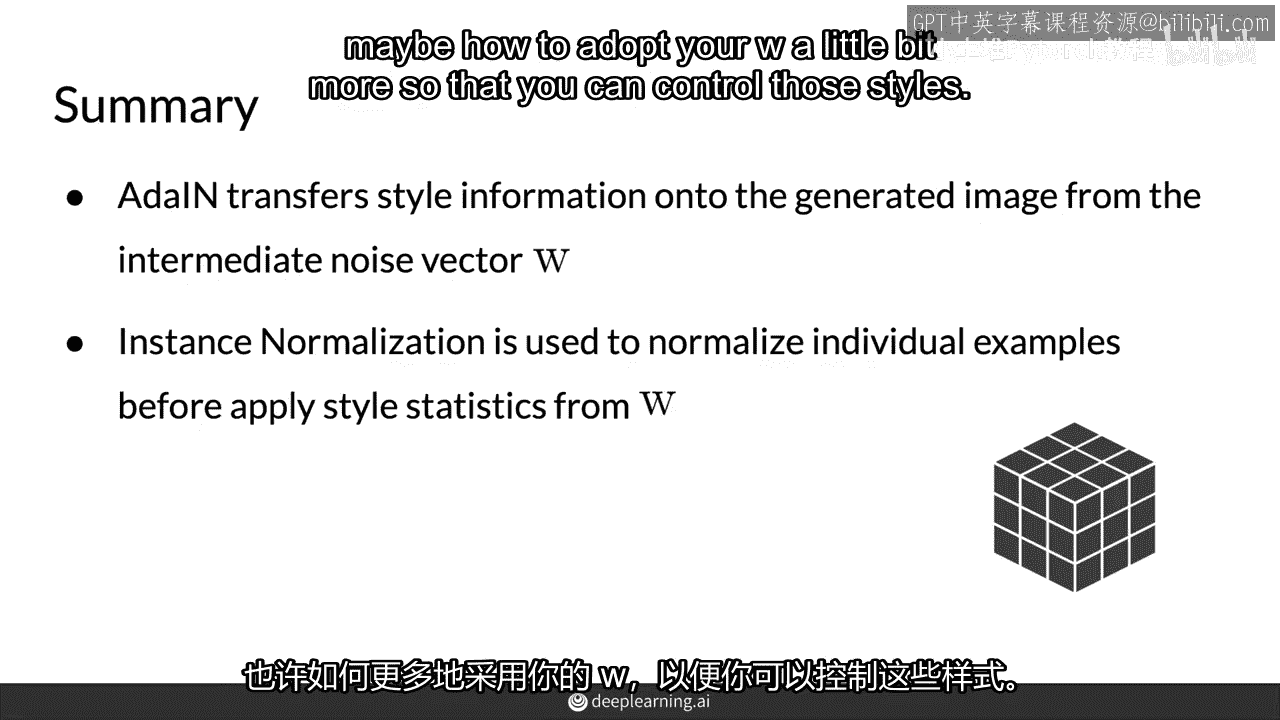 GPT中英字幕课程资源@bilibili.com
maybe how to adopt your w a little bit
more so that you can control those styles.
Summary
● AdaIN transfers style information onto the generated image from the
intermediate noise vector w
● Instance Normalization is used to normalize individual examples
before apply style statistics from w
也许如何更多地采用你的 w，以便你可以控制这些样式。
deeplearning.ai